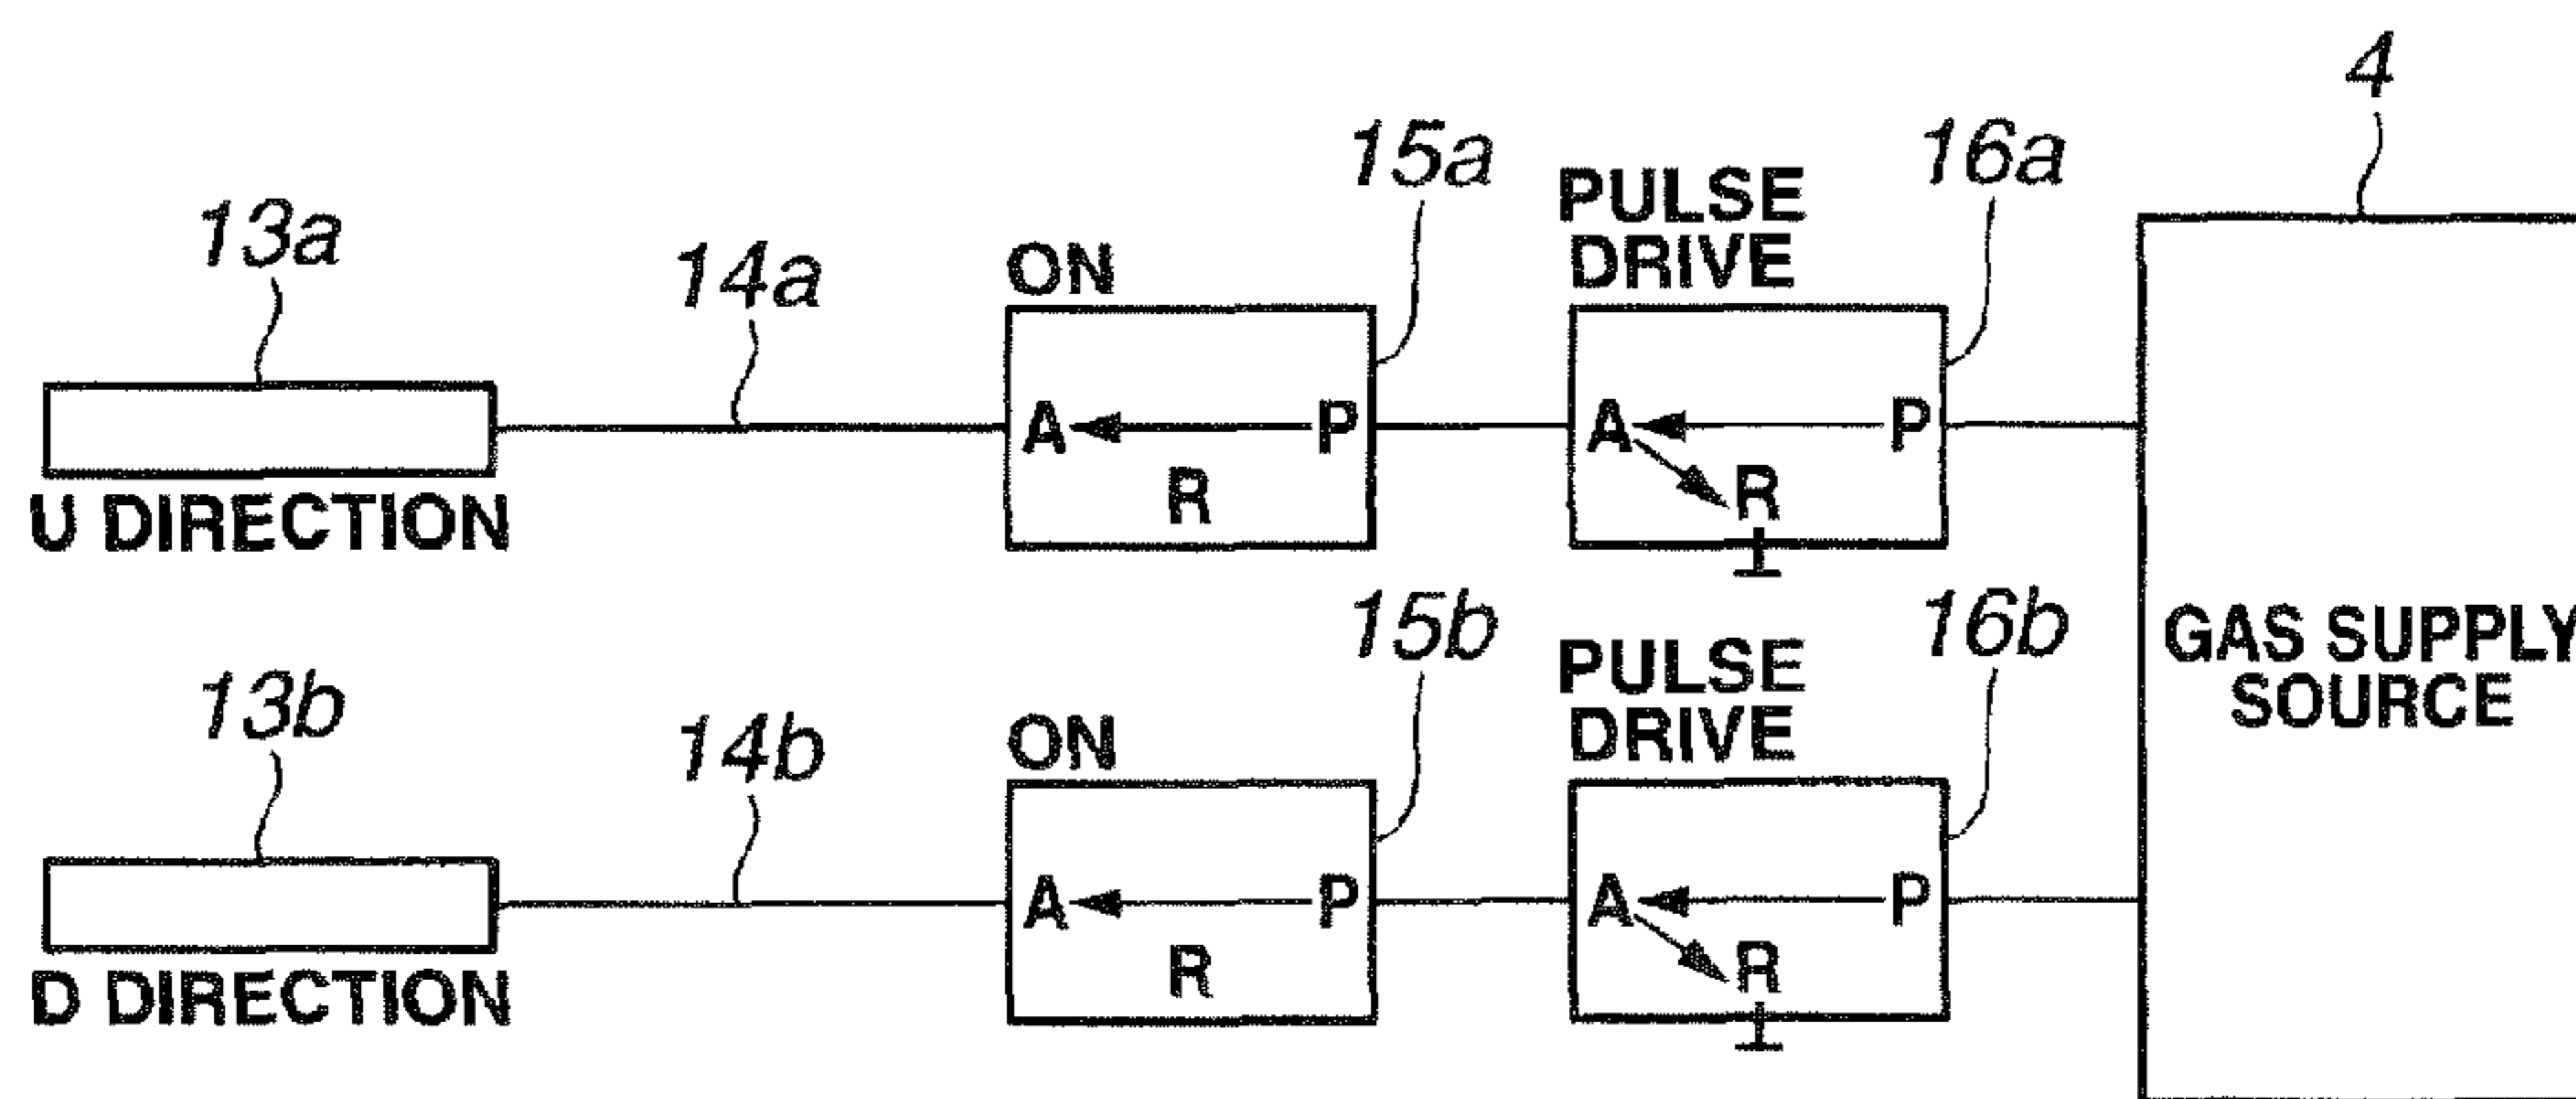 4
15a
PULSE
DRIVE
16a
13a
14a
ON
A P
R
A P
R
U DIRECTION
15b
PULSE
DRIVE
16b
GAS SUPPLY
SOURCE
13b
14b
ON
A P
R
A P
R
D DIRECTION